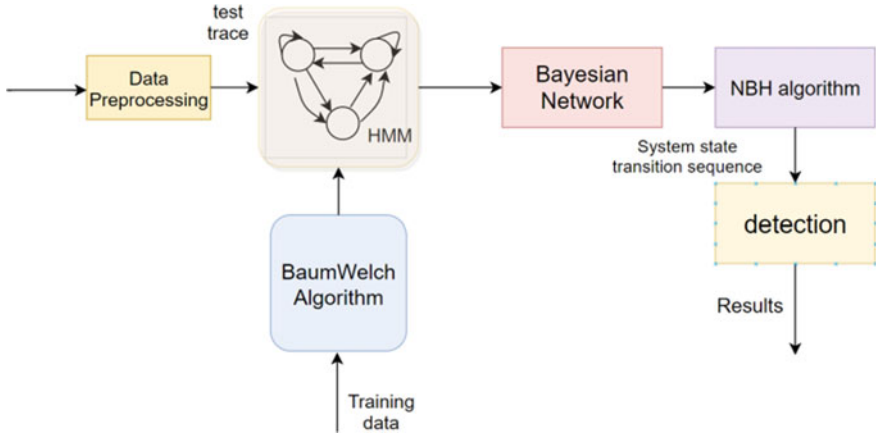 test
trace
Data
Preprocessing
HMM
Bayesian
Network
NBH algorithm
System state
transition sequence
detection
Results
BaumWelch
Algorithm
Training
data